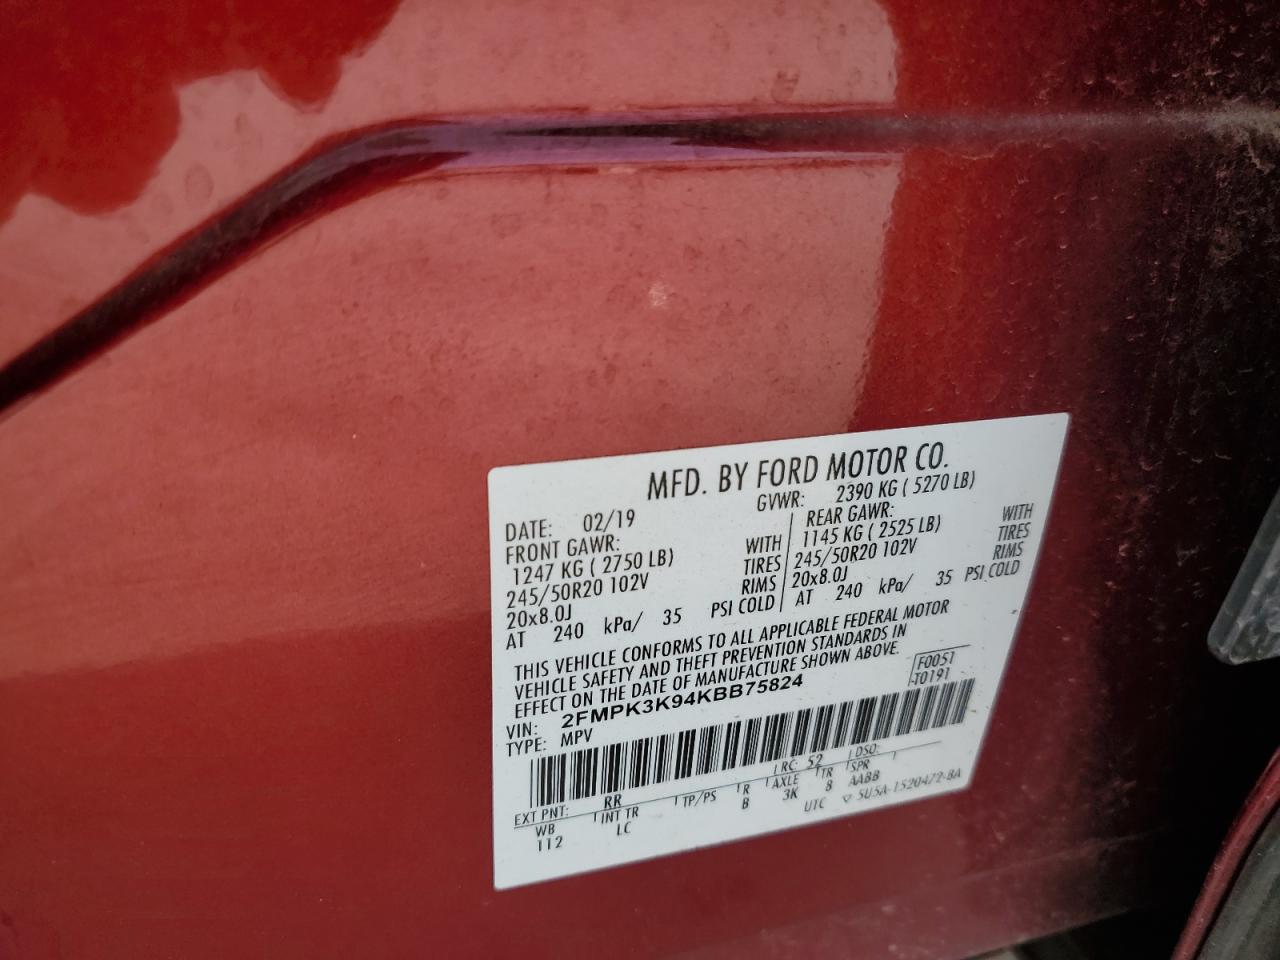 MFD. BY FORD MOTOR CO.
DATE: 02/19 GVWR: 2390 KG ( 5270 LB)
FRONT GAWR: REAR GAWR:
1247 KG ( 2750 LB) WITH 1145 KG ( 2525 LB) WITH
245/50R20 102V TIRES 245/50R20 102V TIRES
20x8.0J RIMS 20x8.0J RIMS
AT 240 kPa/ 35 PSI COLD AT 240 kPa/ 35 PSI COLD
THIS VEHICLE CONFORMS TO ALL APPLICABLE FEDERAL MOTOR
VEHICLE SAFETY AND THEFT PREVENTION STANDARDS IN
EFFECT ON THE DATE OF MANUFACTURE SHOWN ABOVE.
F0051
T0191
VIN: 2FMPK3K94KBB75824
TYPE: MPV
EXT PNT: RR RC: 52 DSO:
WB INT TR TP/PS R AXLE TR SPR
112 LC B 3K 8 AABB
UTC ▽ 5U5A-1520472-BA